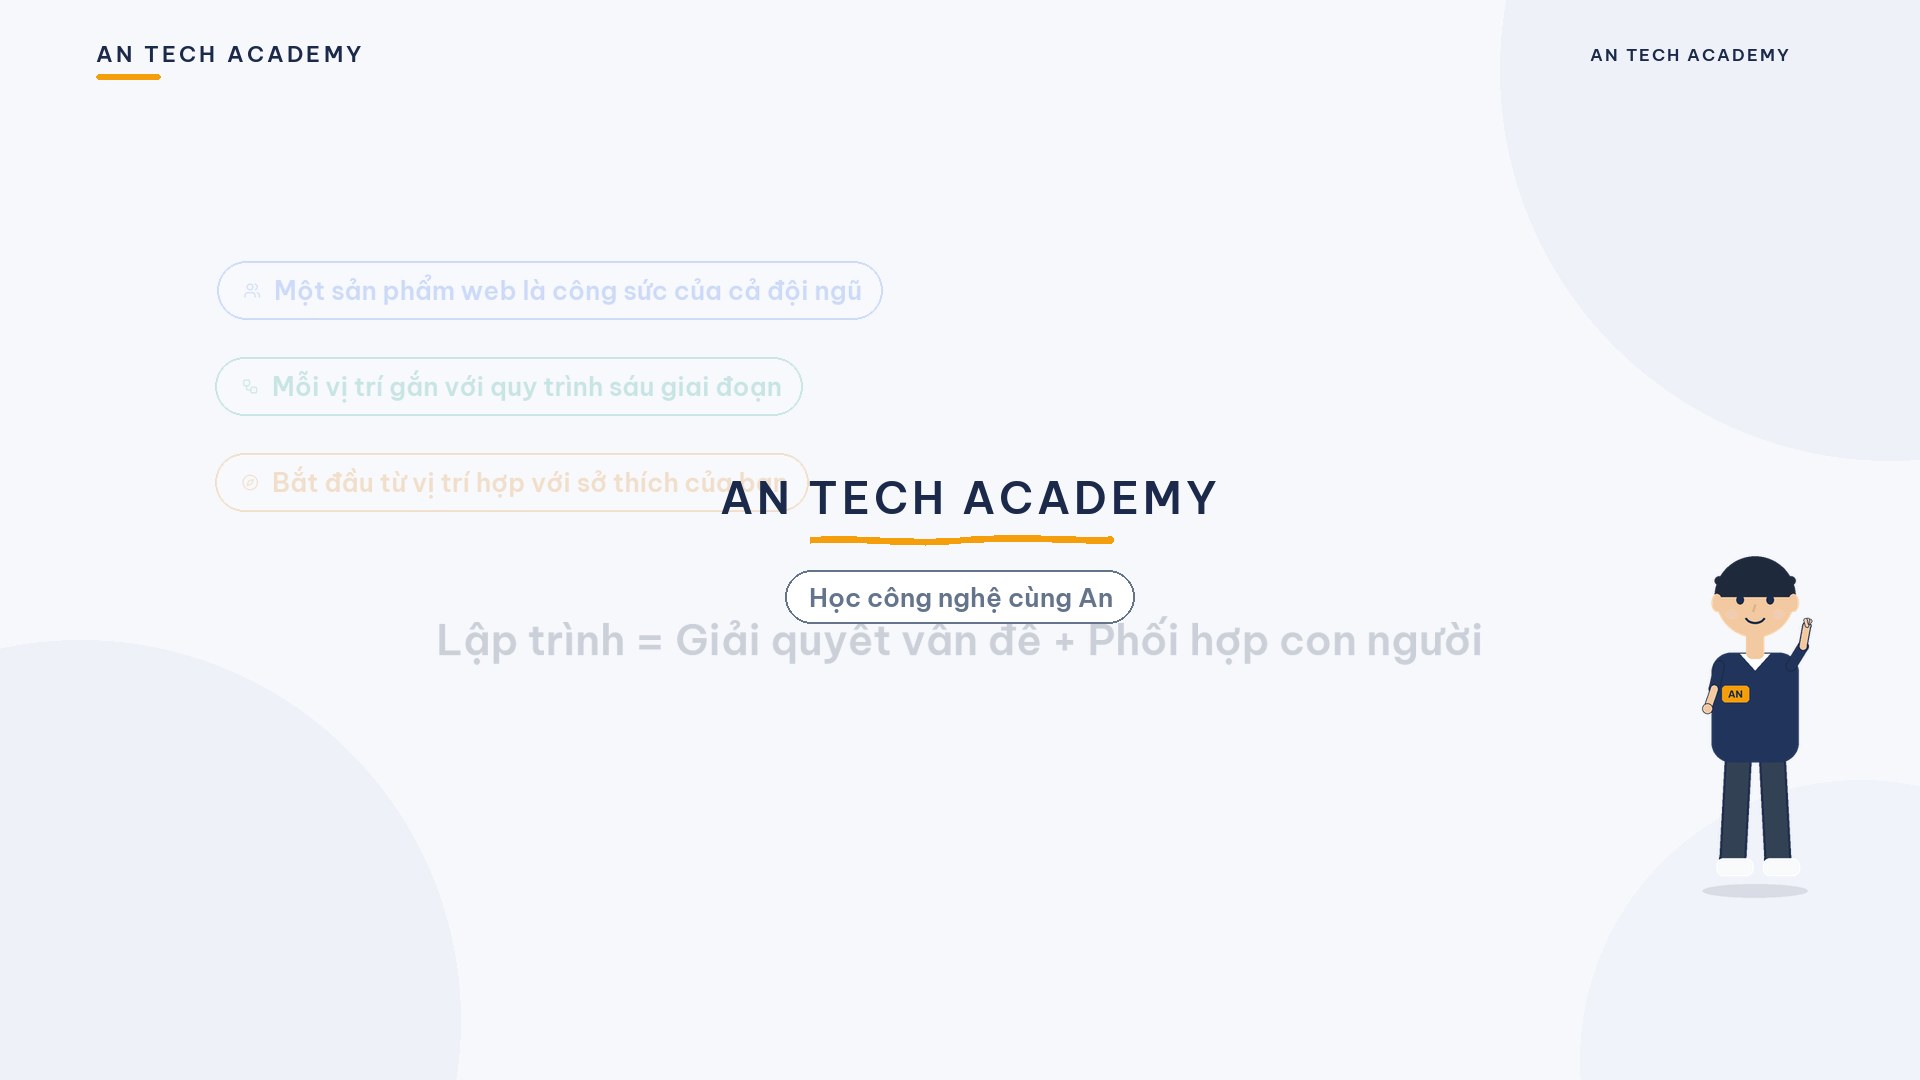 AN TECH ACADEMY
AN TECH ACADEMY
Một sản phẩm web là công sức của cả đội ngũ
Mỗi vị trí gắn với quy trình sáu giai đoạn
Bắt đầu từ vị trí hợp với sở thích của bạn
AN TECH ACADEMY
Học công nghệ cùng An
Lập trình = Giải quyết vấn đề + Phối hợp con người
AN